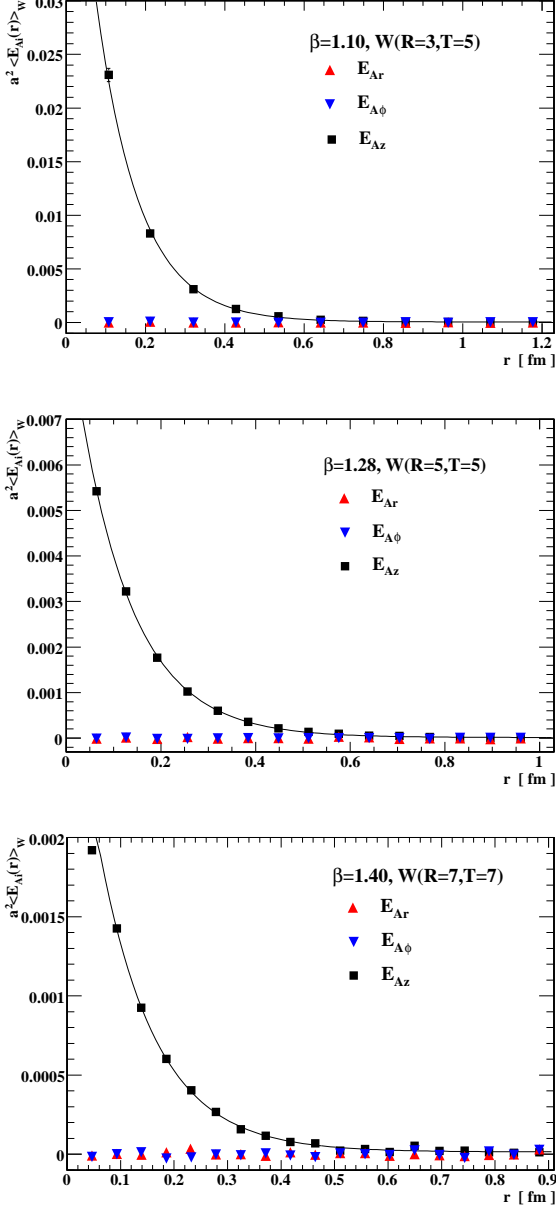 a² <E_Ai(r)>_W
0.03
0.025
0.02
0.015
0.01
0.005
0
β=1.10, W(R=3,T=5)
E_Ar
E_Aϕ
E_Az
0 0.2 0.4 0.6 0.8 1 1.2
r [ fm ]
a²<E_Ai(r)>_W
0.007
0.006
0.005
0.004
0.003
0.002
0.001
0
β=1.28, W(R=5,T=5)
E_Ar
E_Aϕ
E_Az
0 0.2 0.4 0.6 0.8 1
r [ fm ]
a²<E_Ai(r)>_W
0.002
0.0015
0.001
0.0005
0
β=1.40, W(R=7,T=7)
E_Ar
E_Aϕ
E_Az
0 0.1 0.2 0.3 0.4 0.5 0.6 0.7 0.8 0.9
r [ fm ]